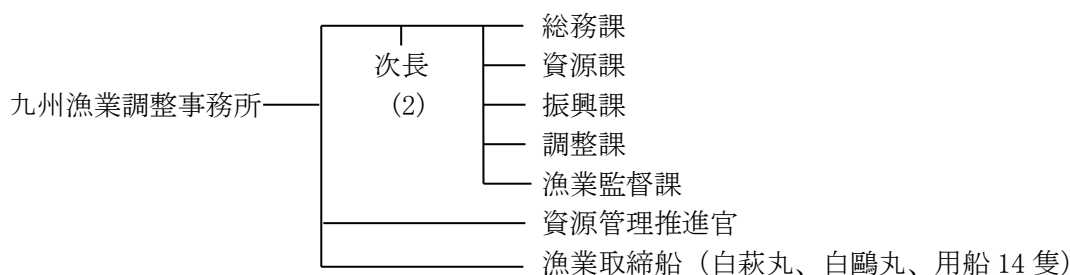 総務課
次長
資源課
九州漁業調整事務所
(2)
振興課
調整課
漁業監督課
資源管理推進官
漁業取締船（白萩丸、白鷗丸、用船 14 隻）